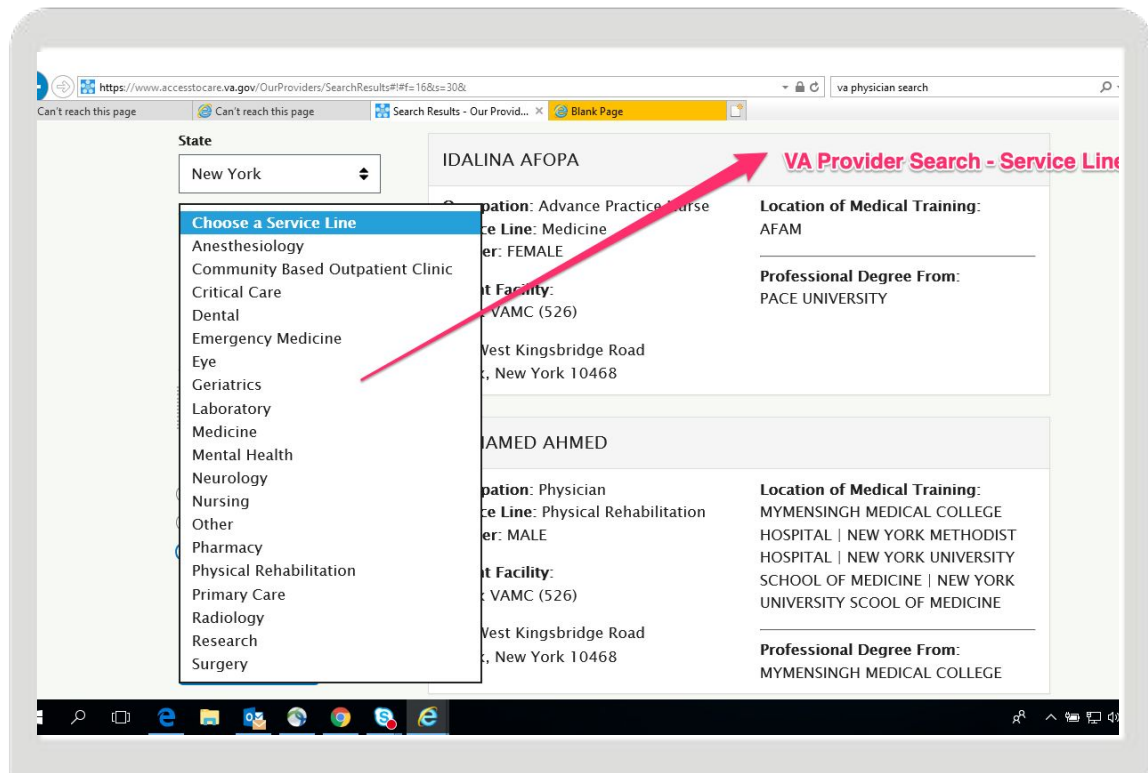 https://www.accesstocare.va.gov/OurProviders/SearchResults#!#f=16&s=30&
va physician search
Can't reach this page
Can't reach this page
Search Results - Our Provid...
Blank Page
State
New York
Choose a Service Line
Anesthesiology
Community Based Outpatient Clinic
Critical Care
Dental
Emergency Medicine
Eye
Geriatrics
Laboratory
Medicine
Mental Health
Neurology
Nursing
Other
Pharmacy
Physical Rehabilitation
Primary Care
Radiology
Research
Surgery
VA Provider Search - Service Line
IDALINA AFOPA
pation: Advance Practice Nurse
ce Line: Medicine
er: FEMALE
nt Facility:
VAMC (526)
West Kingsbridge Road
, New York 10468
Location of Medical Training:
AFAM
Professional Degree From:
PACE UNIVERSITY
AMED AHMED
pation: Physician
ce Line: Physical Rehabilitation
er: MALE
nt Facility:
VAMC (526)
West Kingsbridge Road
, New York 10468
Location of Medical Training:
MYMENSINGH MEDICAL COLLEGE
HOSPITAL | NEW YORK METHODIST
HOSPITAL | NEW YORK UNIVERSITY
SCHOOL OF MEDICINE | NEW YORK
UNIVERSITY SCOOL OF MEDICINE
Professional Degree From:
MYMENSINGH MEDICAL COLLEGE